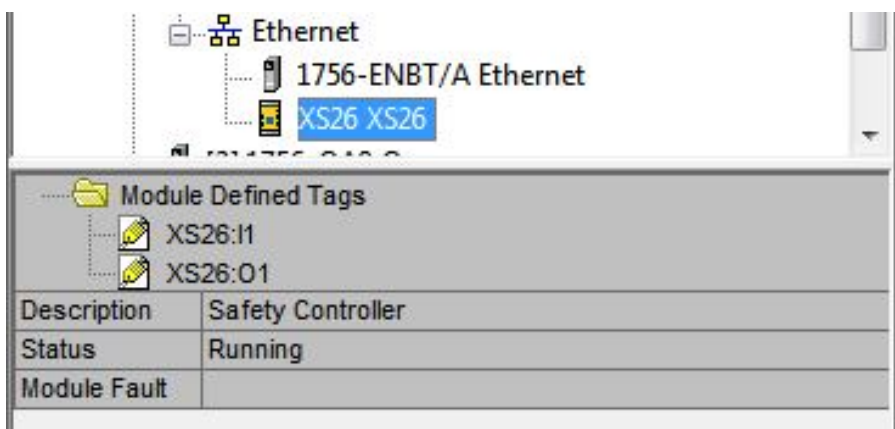 Ethernet
1756-ENBT/A Ethernet
XS26 XS26
Module Defined Tags
XS26:I1
XS26:O1
Description Safety Controller
Status Running
Module Fault